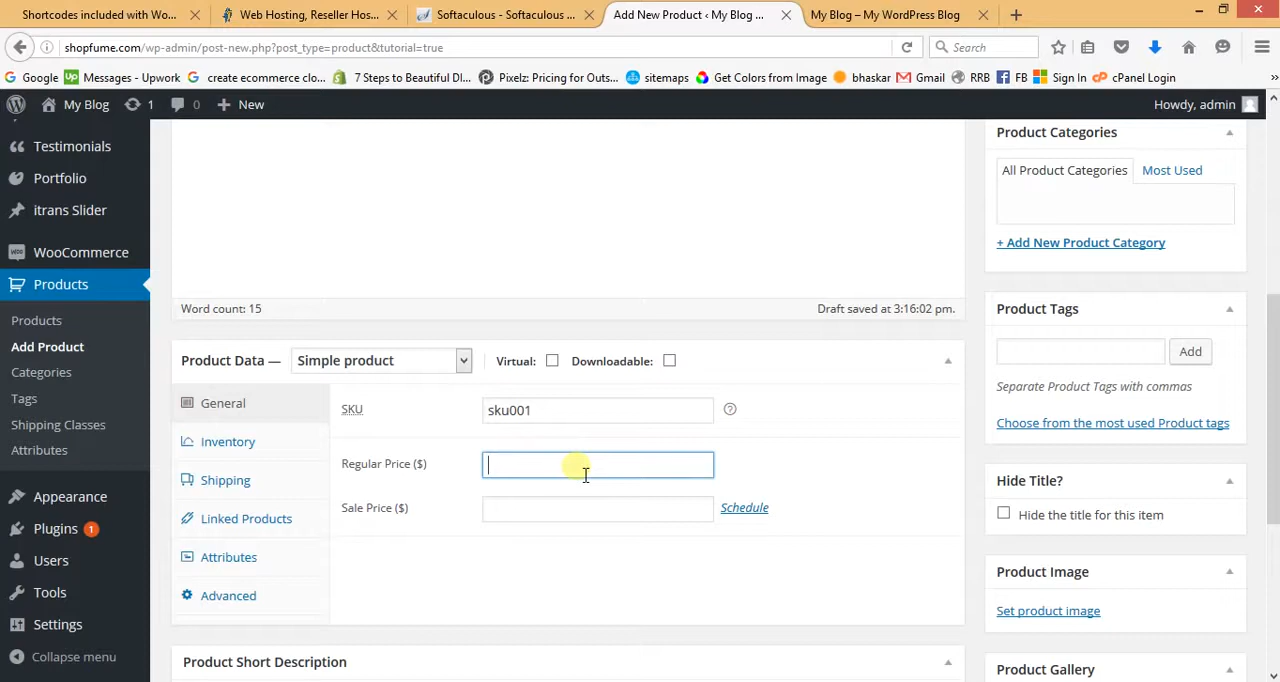 Shortcodes included with Wo...
Web Hosting, Reseller Hos...
Softaculous - Softaculous ...
Add New Product ‹ My Blog ...
My Blog – My WordPress Blog
shopfume.com/wp-admin/post-new.php?post_type=product&tutorial=true
Search
Google
Up Messages - Upwork
create ecommerce clo...
7 Steps to Beautiful DI...
Pixelz: Pricing for Outs...
sitemaps
Get Colors from Image
bhaskar
Gmail
RRB
FB
Sign In
cPanel Login
My Blog
1
0
New
Howdy, admin
Testimonials
Portfolio
itrans Slider
WooCommerce
Products
Products
Add Product
Categories
Tags
Shipping Classes
Attributes
Appearance
Plugins 1
Users
Tools
Settings
Collapse menu
Word count: 15
Draft saved at 3:16:02 pm.
Product Data — Simple product
Virtual:
Downloadable:
General
Inventory
Shipping
Linked Products
Attributes
Advanced
SKU
sku001
Regular Price ($)
Sale Price ($)
Schedule
Product Short Description
Product Categories
All Product Categories
Most Used
+ Add New Product Category
Product Tags
Add
Separate Product Tags with commas
Choose from the most used Product tags
Hide Title?
Hide the title for this item
Product Image
Set product image
Product Gallery